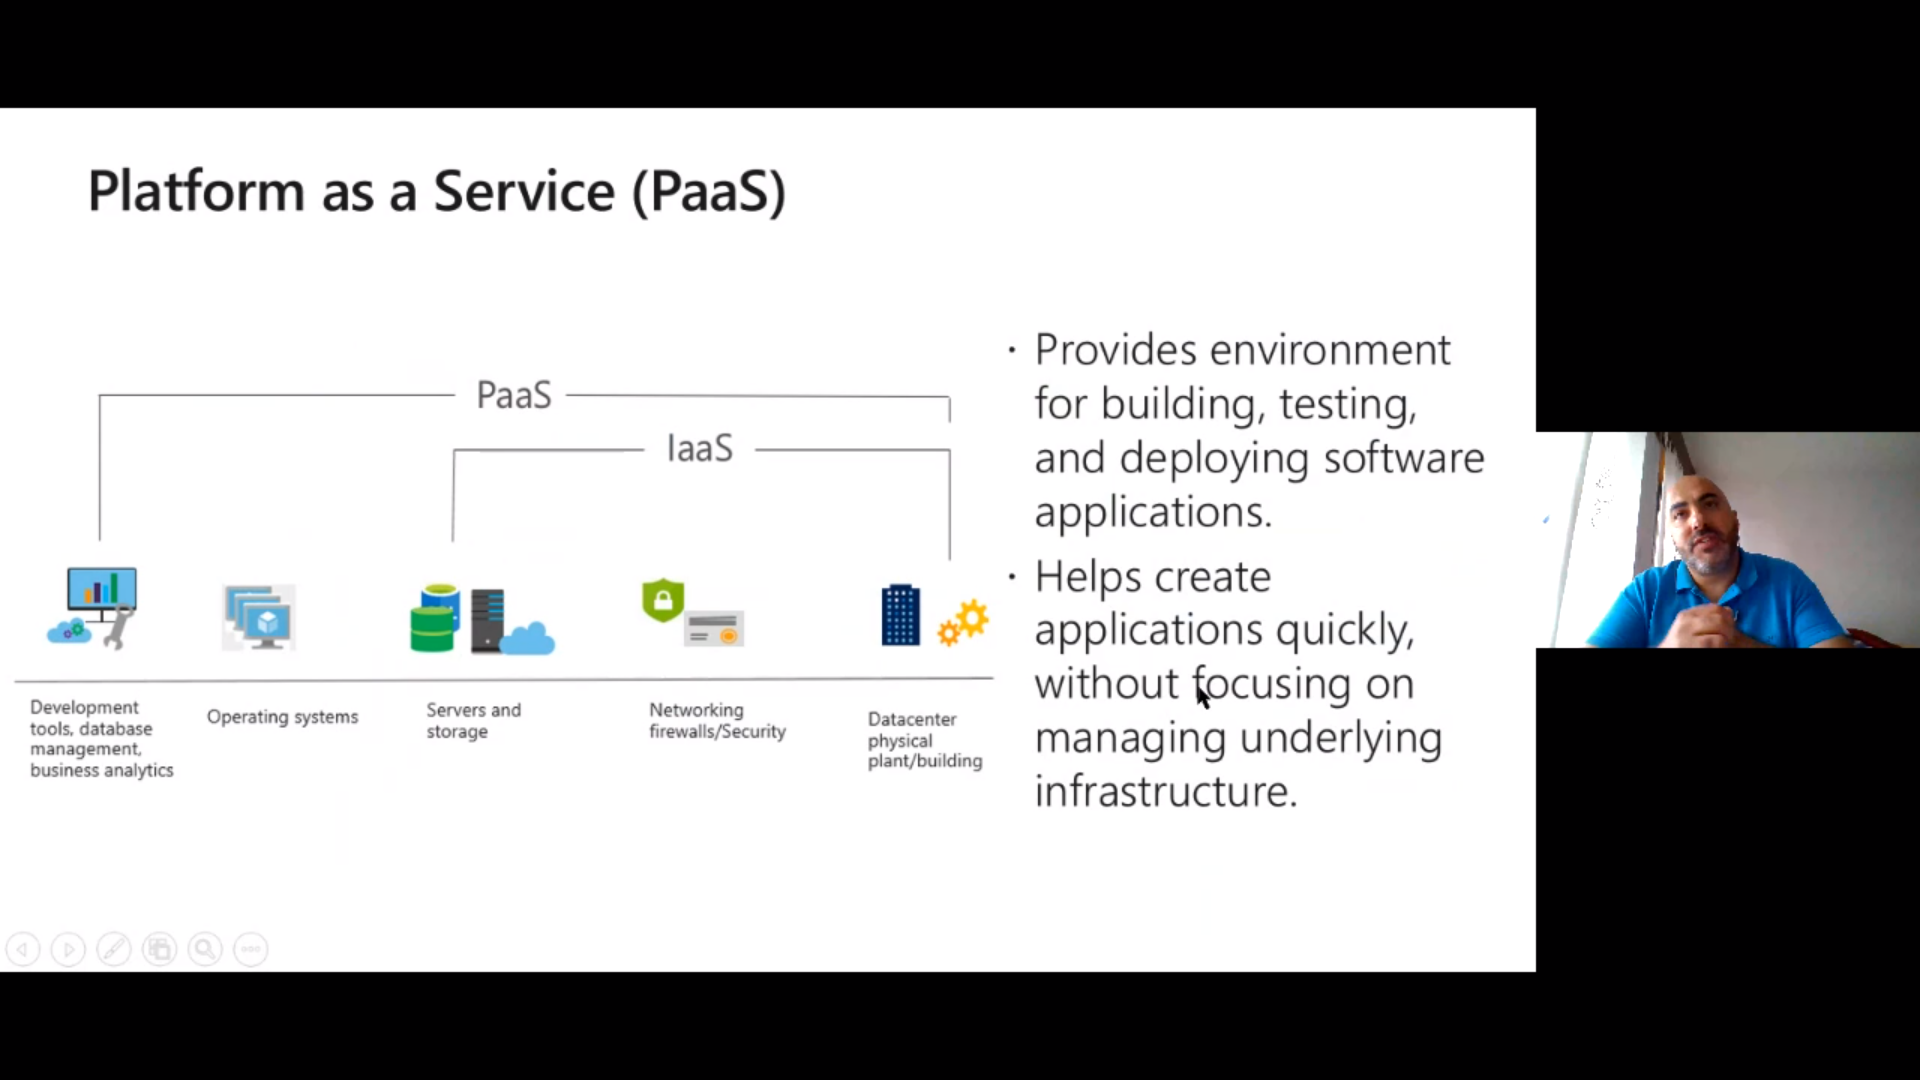 Platform as a Service (PaaS)
PaaS
IaaS
Development
tools, database
management,
business analytics
Operating systems
Servers and
storage
Networking
firewalls/Security
Datacenter
physical
plant/building
· Provides environment
for building, testing,
and deploying software
applications.
· Helps create
applications quickly,
without focusing on
managing underlying
infrastructure.